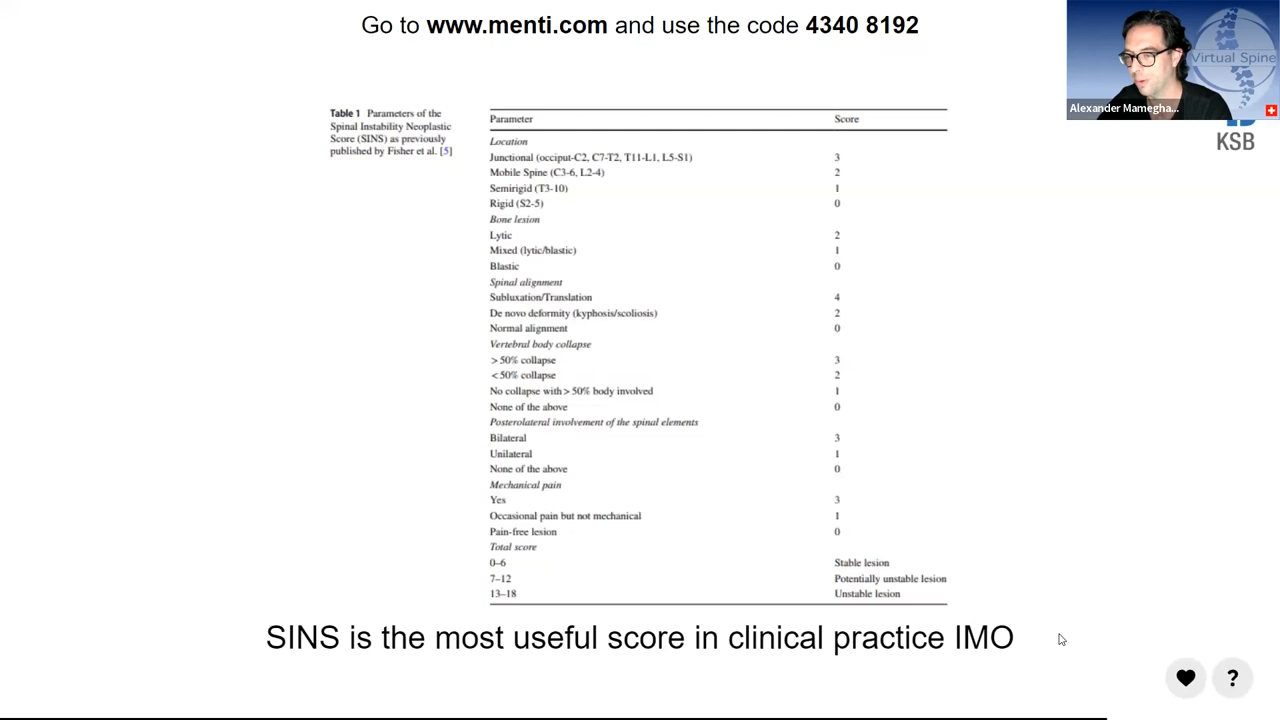 Go to www.menti.com and use the code 4340 8192
Virtual Spine
Alexander Mamegha...
KSB
Table 1 Parameters of the
Spinal Instability Neoplastic
Score (SINS) as previously
published by Fisher et al. [5]
Parameter Score
Location
Junctional (occiput-C2, C7-T2, T11-L1, L5-S1) 3
Mobile Spine (C3-6, L2-4) 2
Semirigid (T3-10) 1
Rigid (S2-5) 0
Bone lesion
Lytic 2
Mixed (lytic/blastic) 1
Blastic 0
Spinal alignment
Subluxation/Translation 4
De novo deformity (kyphosis/scoliosis) 2
Normal alignment 0
Vertebral body collapse
> 50% collapse 3
< 50% collapse 2
No collapse with > 50% body involved 1
None of the above 0
Posterolateral involvement of the spinal elements
Bilateral 3
Unilateral 1
None of the above 0
Mechanical pain
Yes 3
Occasional pain but not mechanical 1
Pain-free lesion 0
Total score
0–6 Stable lesion
7–12 Potentially unstable lesion
13–18 Unstable lesion
SINS is the most useful score in clinical practice IMO
?